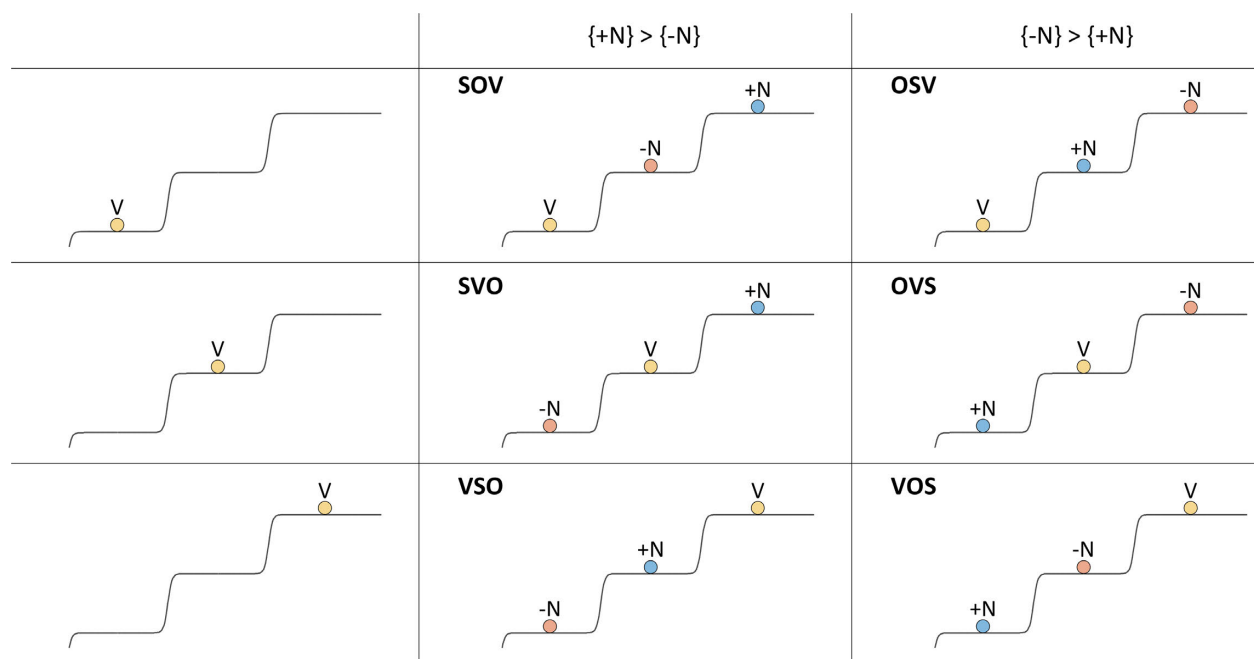 {+N} > {-N}
{-N} > {+N}
V
SOV
+N
-N
V
OSV
-N
+N
V
V
SVO
+N
V
-N
OVS
-N
V
+N
V
VSO
V
+N
-N
VOS
V
-N
+N